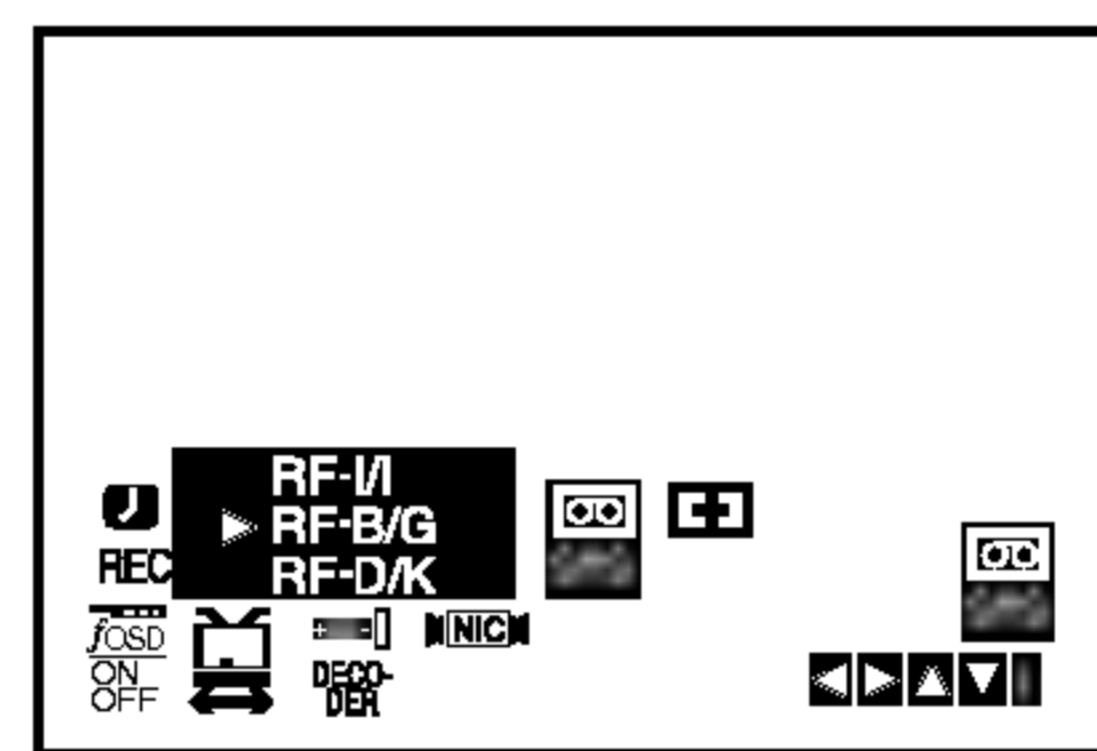 RF-I/I
RF-B/G
REC
RF-D/K
fOSD
ON
OFF
NIC
DECO-
DER